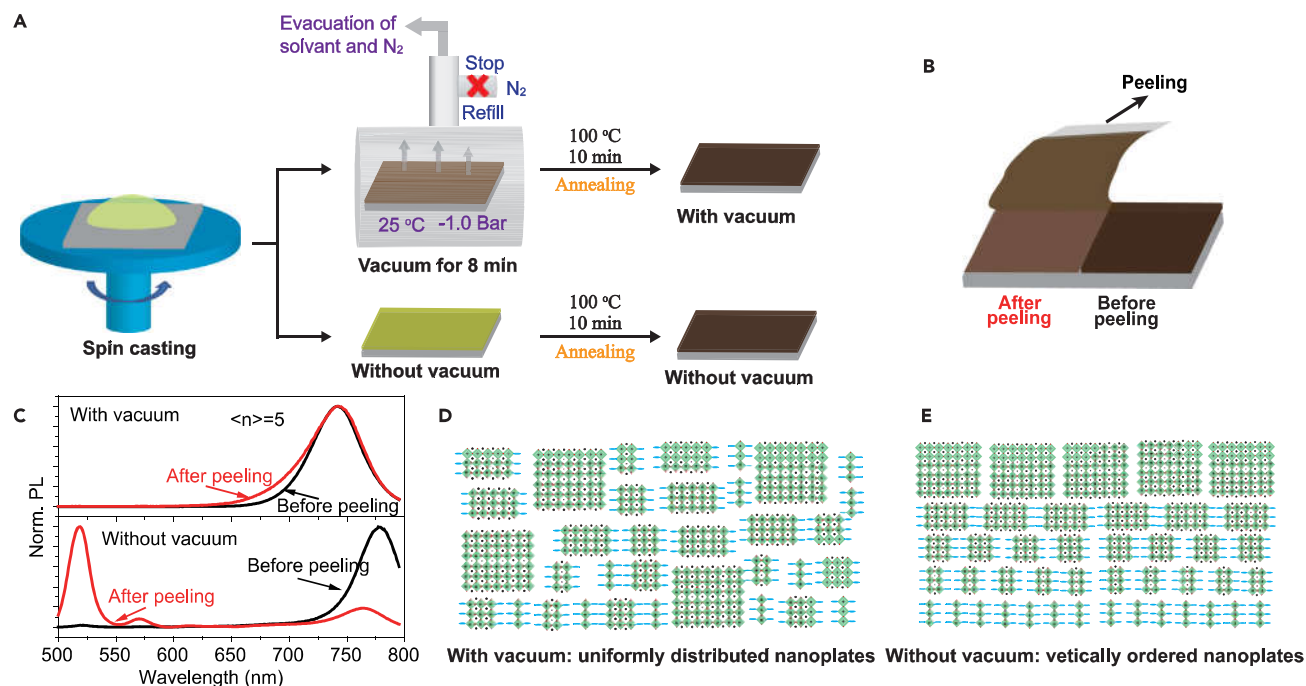 A
Evacuation of
solvent and N₂
Stop
N₂
Refill
25 °C -1.0 Bar
Vacuum for 8 min
100 °C
10 min
Annealing
With vacuum
Spin casting
Without vacuum
100 °C
10 min
Annealing
Without vacuum
B
Peeling
After
peeling
Before
peeling
C
With vacuum
<n>=5
After peeling
Before peeling
Without vacuum
Before peeling
After peeling
Norm. PL
500 550 600 650 700 750 800
Wavelength (nm)
D
With vacuum: uniformly distributed nanoplates
E
Without vacuum: vetically ordered nanoplates